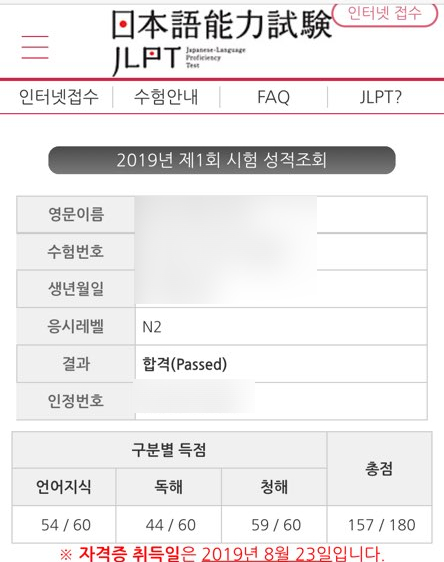 인터넷 접수
日本語能力試験
JLPT Japanese-Language
Proficiency
Test
인터넷접수 수험안내 FAQ JLPT?
2019년 제1회 시험 성적조회
영문이름
수험번호
생년월일
응시레벨 N2
결과 합격(Passed)
인정번호
구분별 득점 총점
언어지식 독해 청해
54 / 60 44 / 60 59 / 60 157 / 180
※ 자격증 취득일은 2019년 8월 23일입니다.